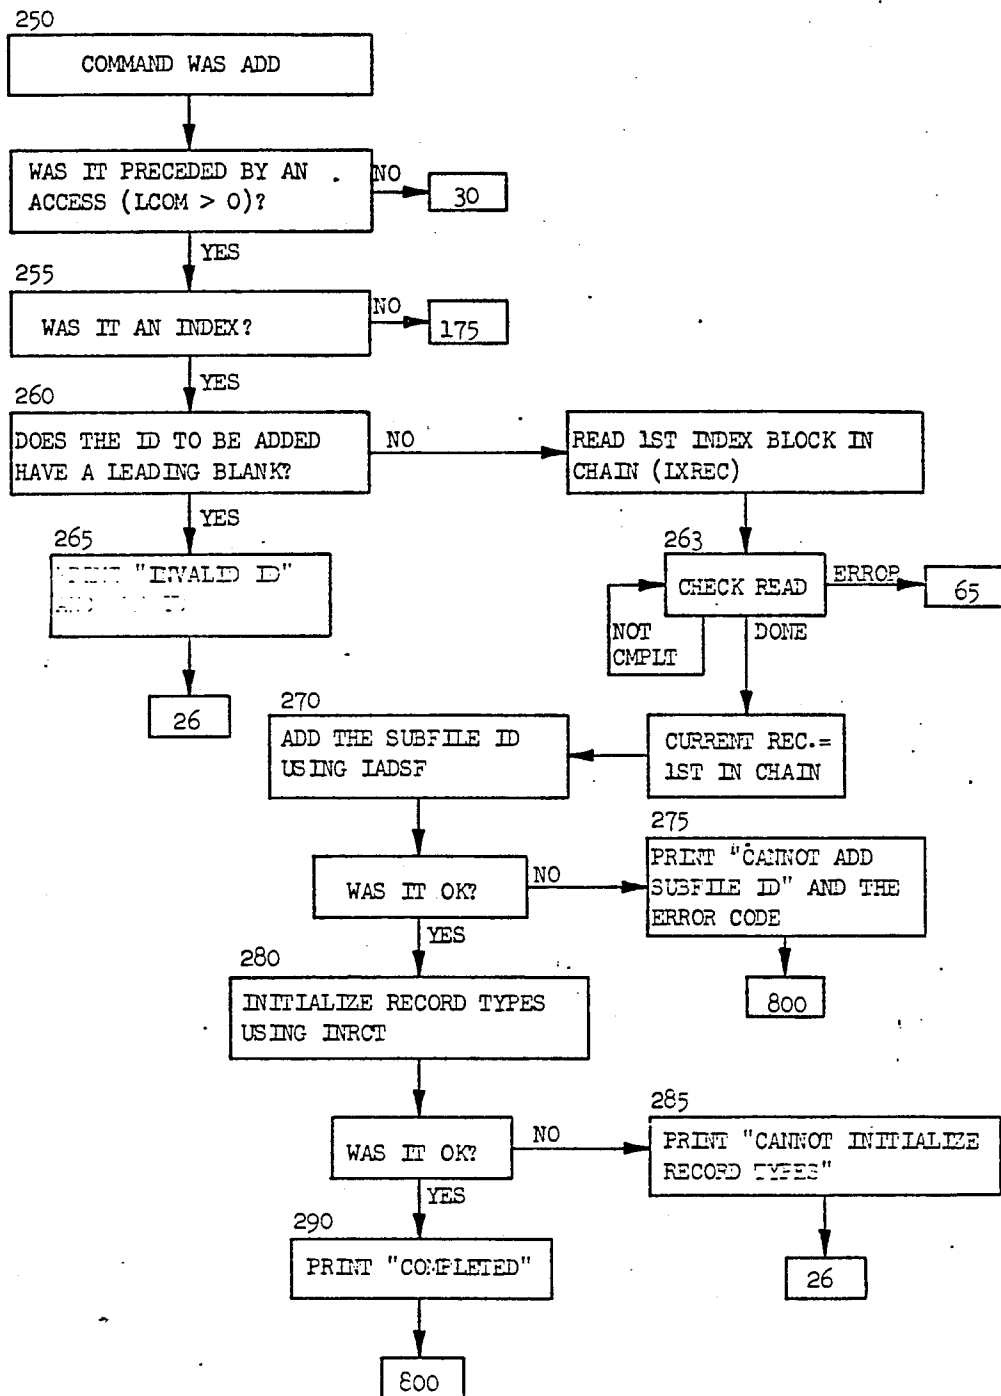 250
COMMAND WAS ADD
WAS IT PRECEDED BY AN
ACCESS (LCOM > 0)?
NO
30
YES
255
WAS IT AN INDEX?
NO
175
YES
260
DOES THE ID TO BE ADDED
HAVE A LEADING BLANK?
NO
READ 1ST INDEX BLOCK IN
CHAIN (LXREC)
YES
265
PRINT "INVALID ID"
AND
263
CHECK READ
ERROR
65
NOT
CMPLT
DONE
26
270
ADD THE SUBFILE ID
USING IADSF
CURRENT REC.=
1ST IN CHAIN
275
PRINT "CANNOT ADD
SUBFILE ID" AND THE
ERROR CODE
WAS IT OK?
NO
YES
800
280
INITIALIZE RECORD TYPES
USING INRCT
285
WAS IT OK?
NO
PRINT "CANNOT INITIALIZE
RECORD TYPES"
YES
290
PRINT "COMPLETED"
26
800